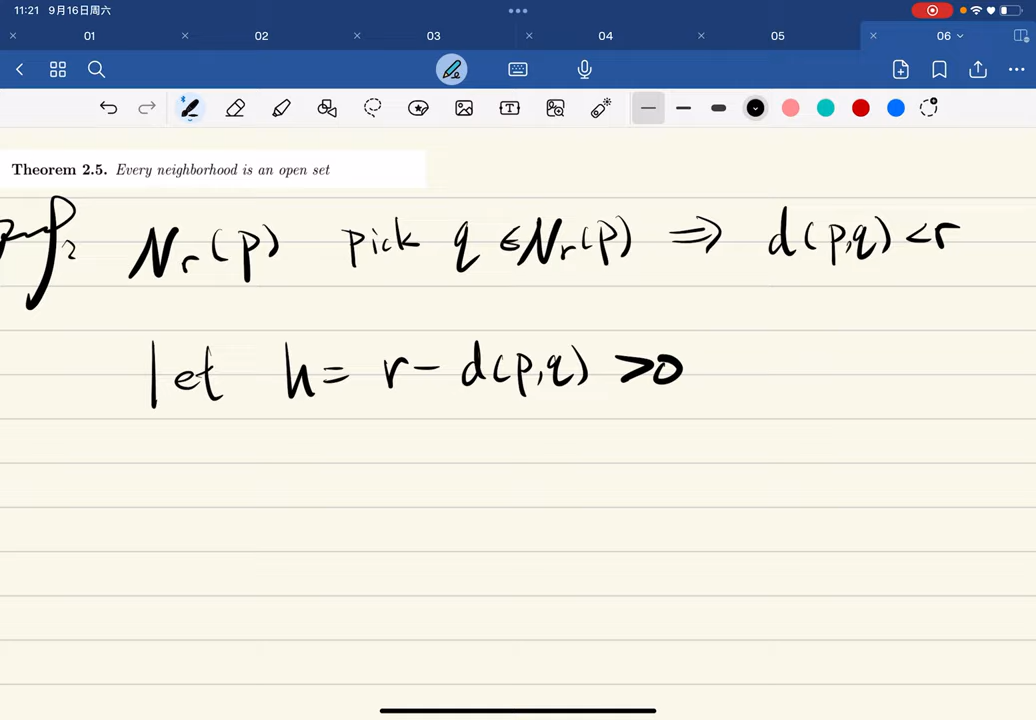 11:21 9月16日周六
01 02 03 04 05 06
Theorem 2.5. Every neighborhood is an open set
Nr(p) pick q ∈ Nr(p) ⇒ d(p,q) < r
let h = r - d(p,q) > 0